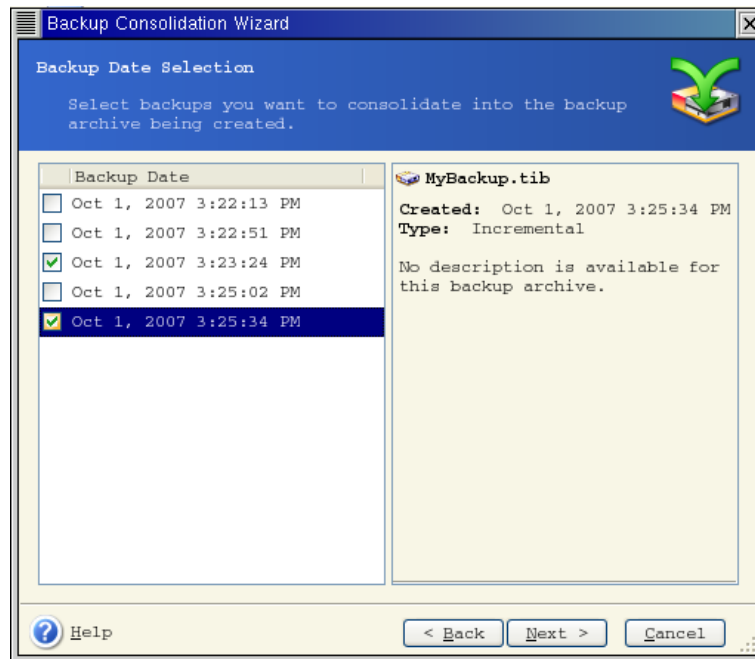 Backup Consolidation Wizard
Backup Date Selection
Select backups you want to consolidate into the backup
archive being created.
Backup Date
Oct 1, 2007 3:22:13 PM
Oct 1, 2007 3:22:51 PM
Oct 1, 2007 3:23:24 PM
Oct 1, 2007 3:25:02 PM
Oct 1, 2007 3:25:34 PM
MyBackup.tib
Created: Oct 1, 2007 3:25:34 PM
Type: Incremental
No description is available for
this backup archive.
Help
< Back
Next >
Cancel